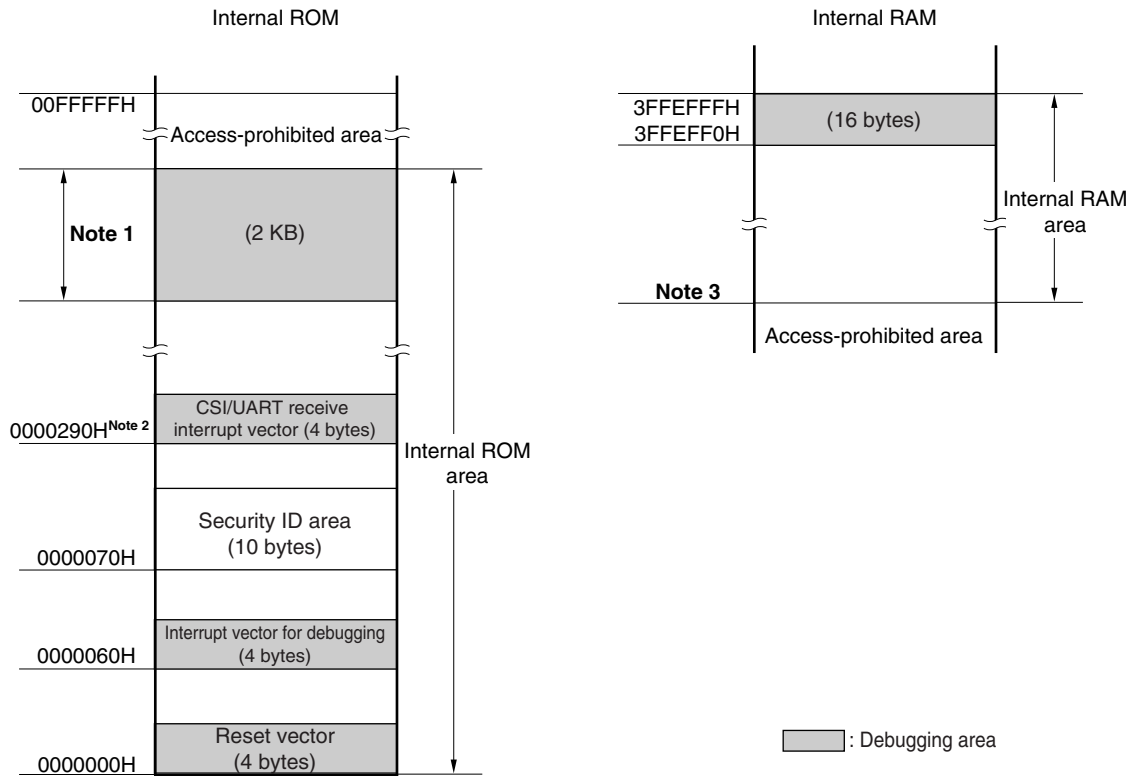 Internal ROM
00FFFFFH
Access-prohibited area
Note 1
(2 KB)
CSI/UART receive
interrupt vector (4 bytes)
0000290H Note 2
Internal ROM
area
Security ID area
(10 bytes)
0000070H
Interrupt vector for debugging
(4 bytes)
0000060H
Reset vector
(4 bytes)
0000000H
Internal RAM
3FFEFFFH
3FFEFF0H
(16 bytes)
Internal RAM
area
Note 3
Access-prohibited area
: Debugging area